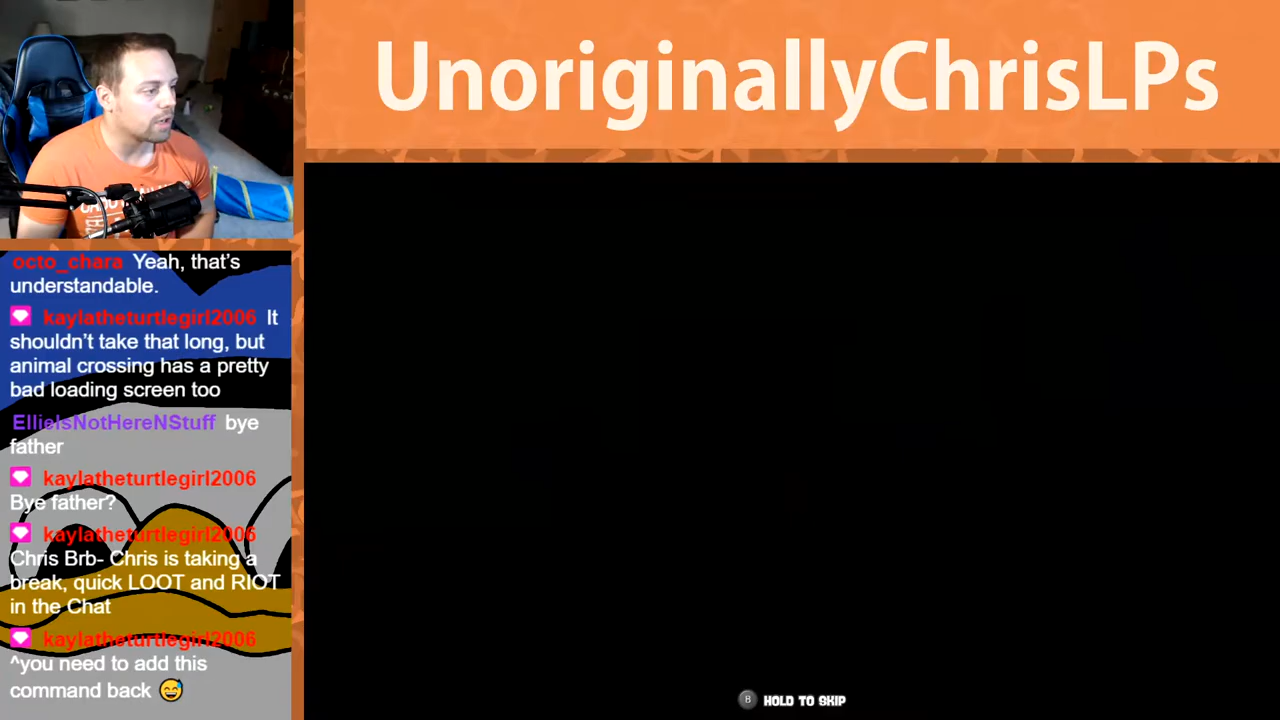 UnoriginallyChrisLPs
octo_chara Yeah, that's
understandable.
kaylatheturtlegirl2006 It
shouldn't take that long, but
animal crossing has a pretty
bad loading screen too
EllieIsNotHereNStuff bye
father
kaylatheturtlegirl2006
Bye father?
kaylatheturtlegirl2006
Chris Brb- Chris is taking a
break, quick LOOT and RIOT
in the Chat
kaylatheturtlegirl2006
^you need to add this
command back 😅
B HOLD TO SKIP